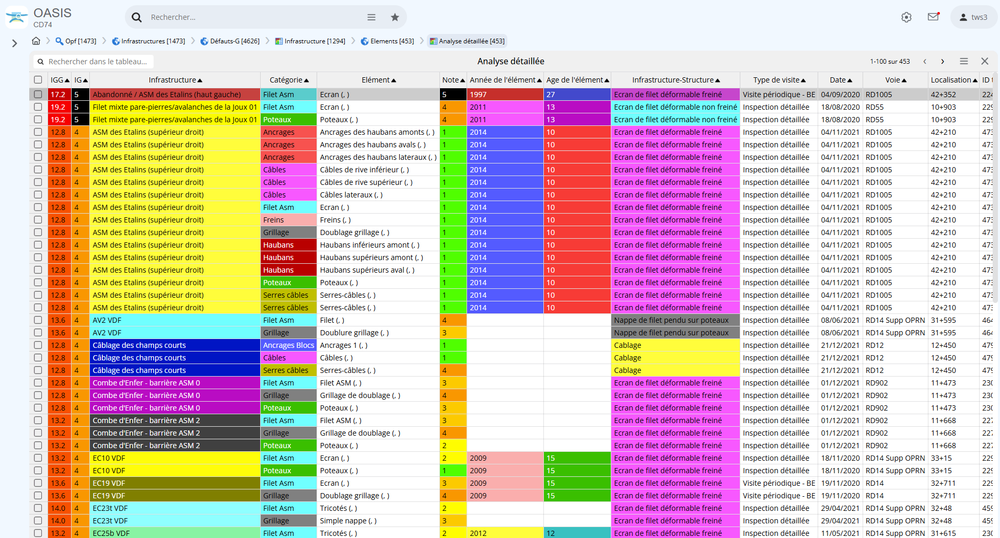 OASIS
CD74
Rechercher...
tws3
Opf [1473] Infrastructures [1473] Défauts-G [4626] Infrastructure [1294] Elements [453] Analyse détaillée [453]
Rechercher dans le tableau... Analyse détaillée 1-100 sur 453
IGG IG Infrastructure Catégorie Elément Note Année de l'élément Age de l'élément Infrastructure-Structure Type de visite Date Voie Localisation ID
17.2 5 Abandonné / ASM des Etalins (haut gauche) Filet Asm Ecran (, ) 5 1997 27 Ecran de filet déformable freiné Visite périodique - BE 04/09/2020 RD1005 42+352 224
19.2 5 Filet mixte pare-pierres/avalanches de la Joux 01 Filet Asm Ecran (, ) 4 2011 13 Ecran de filet déformable non freiné Inspection détaillée 18/08/2020 RD55 10+903 229
19.2 5 Filet mixte pare-pierres/avalanches de la Joux 01 Poteaux Poteaux (, ) 4 2011 13 Ecran de filet déformable non freiné Inspection détaillée 18/08/2020 RD55 10+903 229
12.8 4 ASM des Etalins (supérieur droit) Ancrages Ancrages des haubans amonts (, ) 1 2014 10 Ecran de filet déformable freiné Inspection détaillée 04/11/2021 RD1005 42+210 473
12.8 4 ASM des Etalins (supérieur droit) Ancrages Ancrages des haubans avals (, ) 1 2014 10 Ecran de filet déformable freiné Inspection détaillée 04/11/2021 RD1005 42+210 473
12.8 4 ASM des Etalins (supérieur droit) Ancrages Ancrages des haubans lateraux (, ) 1 2014 10 Ecran de filet déformable freiné Inspection détaillée 04/11/2021 RD1005 42+210 473
12.8 4 ASM des Etalins (supérieur droit) Câbles Câbles de rive inférieur (, ) 1 2014 10 Ecran de filet déformable freiné Inspection détaillée 04/11/2021 RD1005 42+210 473
12.8 4 ASM des Etalins (supérieur droit) Câbles Câbles de rive supérieur (, ) 1 2014 10 Ecran de filet déformable freiné Inspection détaillée 04/11/2021 RD1005 42+210 473
12.8 4 ASM des Etalins (supérieur droit) Câbles Câbles lateraux (, ) 1 2014 10 Ecran de filet déformable freiné Inspection détaillée 04/11/2021 RD1005 42+210 473
12.8 4 ASM des Etalins (supérieur droit) Filet Asm Ecran (, ) 1 2014 10 Ecran de filet déformable freiné Inspection détaillée 04/11/2021 RD1005 42+210 473
12.8 4 ASM des Etalins (supérieur droit) Freins Freins (, ) 1 2014 10 Ecran de filet déformable freiné Inspection détaillée 04/11/2021 RD1005 42+210 473
12.8 4 ASM des Etalins (supérieur droit) Grillage Doublage grillage (, ) 1 2014 10 Ecran de filet déformable freiné Inspection détaillée 04/11/2021 RD1005 42+210 473
12.8 4 ASM des Etalins (supérieur droit) Haubans Haubans inférieurs amont (, ) 1 2014 10 Ecran de filet déformable freiné Inspection détaillée 04/11/2021 RD1005 42+210 473
12.8 4 ASM des Etalins (supérieur droit) Haubans Haubans supérieurs amont (, ) 1 2014 10 Ecran de filet déformable freiné Inspection détaillée 04/11/2021 RD1005 42+210 473
12.8 4 ASM des Etalins (supérieur droit) Haubans Haubans supérieurs aval (, ) 1 2014 10 Ecran de filet déformable freiné Inspection détaillée 04/11/2021 RD1005 42+210 473
12.8 4 ASM des Etalins (supérieur droit) Poteaux Poteaux (, ) 1 2014 10 Ecran de filet déformable freiné Inspection détaillée 04/11/2021 RD1005 42+210 473
12.8 4 ASM des Etalins (supérieur droit) Serres câbles Serres-câbles (, ) 1 2014 10 Ecran de filet déformable freiné Inspection détaillée 04/11/2021 RD1005 42+210 473
12.8 4 ASM des Etalins (supérieur droit) Serres câbles Serres-câbles (, ) 1 2014 10 Ecran de filet déformable freiné Inspection détaillée 04/11/2021 RD1005 42+210 473
13.6 4 AV2 VDF Filet Asm Filet (, ) 4 Nappe de filet pendu sur poteaux Inspection détaillée 08/06/2021 RD14 Supp OPRN 31+595 464
13.6 4 AV2 VDF Grillage Doublure grillage (, ) 3 Nappe de filet pendu sur poteaux Inspection détaillée 08/06/2021 RD14 Supp OPRN 31+595 464
12.8 4 Câblage des champs courts Ancrages Blocs Ancrages 1 (, ) 1 Cablage Inspection détaillée 21/12/2021 RD12 12+450 479
12.8 4 Câblage des champs courts Câbles Câbles (, ) 1 Cablage Inspection détaillée 21/12/2021 RD12 12+450 479
12.8 4 Câblage des champs courts Serres câbles Serres-câbles (, ) 4 Cablage Inspection détaillée 21/12/2021 RD12 12+450 479
12.8 4 Combe d'Enfer - barrière ASM 0 Filet Asm Filet ASM (, ) 3 Ecran de filet déformable freiné Inspection détaillée 01/12/2021 RD902 11+473 230
12.8 4 Combe d'Enfer - barrière ASM 0 Grillage Grillage de doublage (, ) 4 Ecran de filet déformable freiné Inspection détaillée 01/12/2021 RD902 11+473 230
12.8 4 Combe d'Enfer - barrière ASM 0 Poteaux Poteaux (, ) 3 Ecran de filet déformable freiné Inspection détaillée 01/12/2021 RD902 11+473 230
13.2 4 Combe d'Enfer - barrière ASM 2 Filet Asm Filet ASM (, ) 3 Ecran de filet déformable freiné Inspection détaillée 01/12/2021 RD902 11+668 227
13.2 4 Combe d'Enfer - barrière ASM 2 Grillage Grillage de doublage (, ) 4 Ecran de filet déformable freiné Inspection détaillée 01/12/2021 RD902 11+668 227
13.2 4 Combe d'Enfer - barrière ASM 2 Poteaux Poteaux (, ) 2 Ecran de filet déformable freiné Inspection détaillée 01/12/2021 RD902 11+668 227
13.2 4 EC10 VDF Filet Asm Ecran (, ) 2 2009 15 Ecran de filet déformable freiné Inspection détaillée 18/11/2020 RD14 Supp OPRN 33+15 229
13.2 4 EC10 VDF Poteaux Poteaux (, ) 1 2009 15 Ecran de filet déformable freiné Inspection détaillée 18/11/2020 RD14 Supp OPRN 33+15 229
13.6 4 EC19 VDF Filet Asm Ecran (, ) 3 2009 15 Ecran de filet déformable freiné Visite périodique - BE 19/11/2020 RD14 32+711 229
13.6 4 EC19 VDF Grillage Doublage grillage (, ) 4 2009 15 Ecran de filet déformable freiné Visite périodique - BE 19/11/2020 RD14 32+711 229
14.0 4 EC23t VDF Filet Asm Tricotés (, ) 2 Ecran de filet déformable freiné Inspection détaillée 29/04/2021 RD14 Supp OPRN 32+48 459
14.0 4 EC23t VDF Grillage Simple nappe (, ) 3 Ecran de filet déformable freiné Inspection détaillée 29/04/2021 RD14 Supp OPRN 32+48 459
13.2 4 EC25b VDF Filet Asm Tricotés (, ) 2 2012 12 Ecran de filet déformable freiné Inspection détaillée 11/05/2021 RD14 Supp OPRN 31+615 230